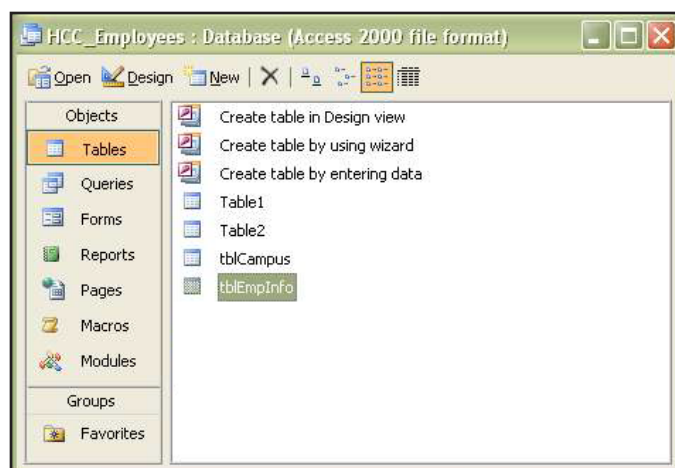 HCC_Employees : Database (Access 2000 file format)
Open Design New
Objects
Tables
Queries
Forms
Reports
Pages
Macros
Modules
Groups
Favorites
Create table in Design view
Create table by using wizard
Create table by entering data
Table1
Table2
tblCampus
tblEmpInfo